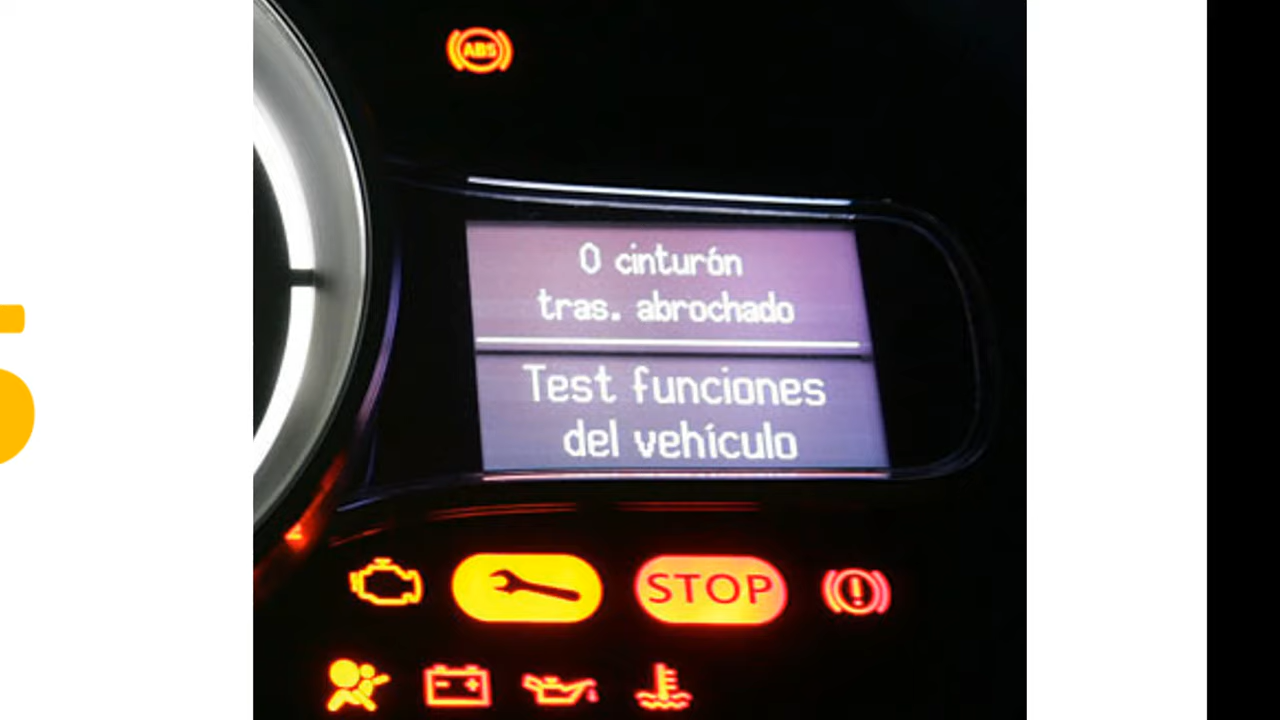 ABS
0 cinturón
tras. abrochado
Test funciones
del vehículo
STOP